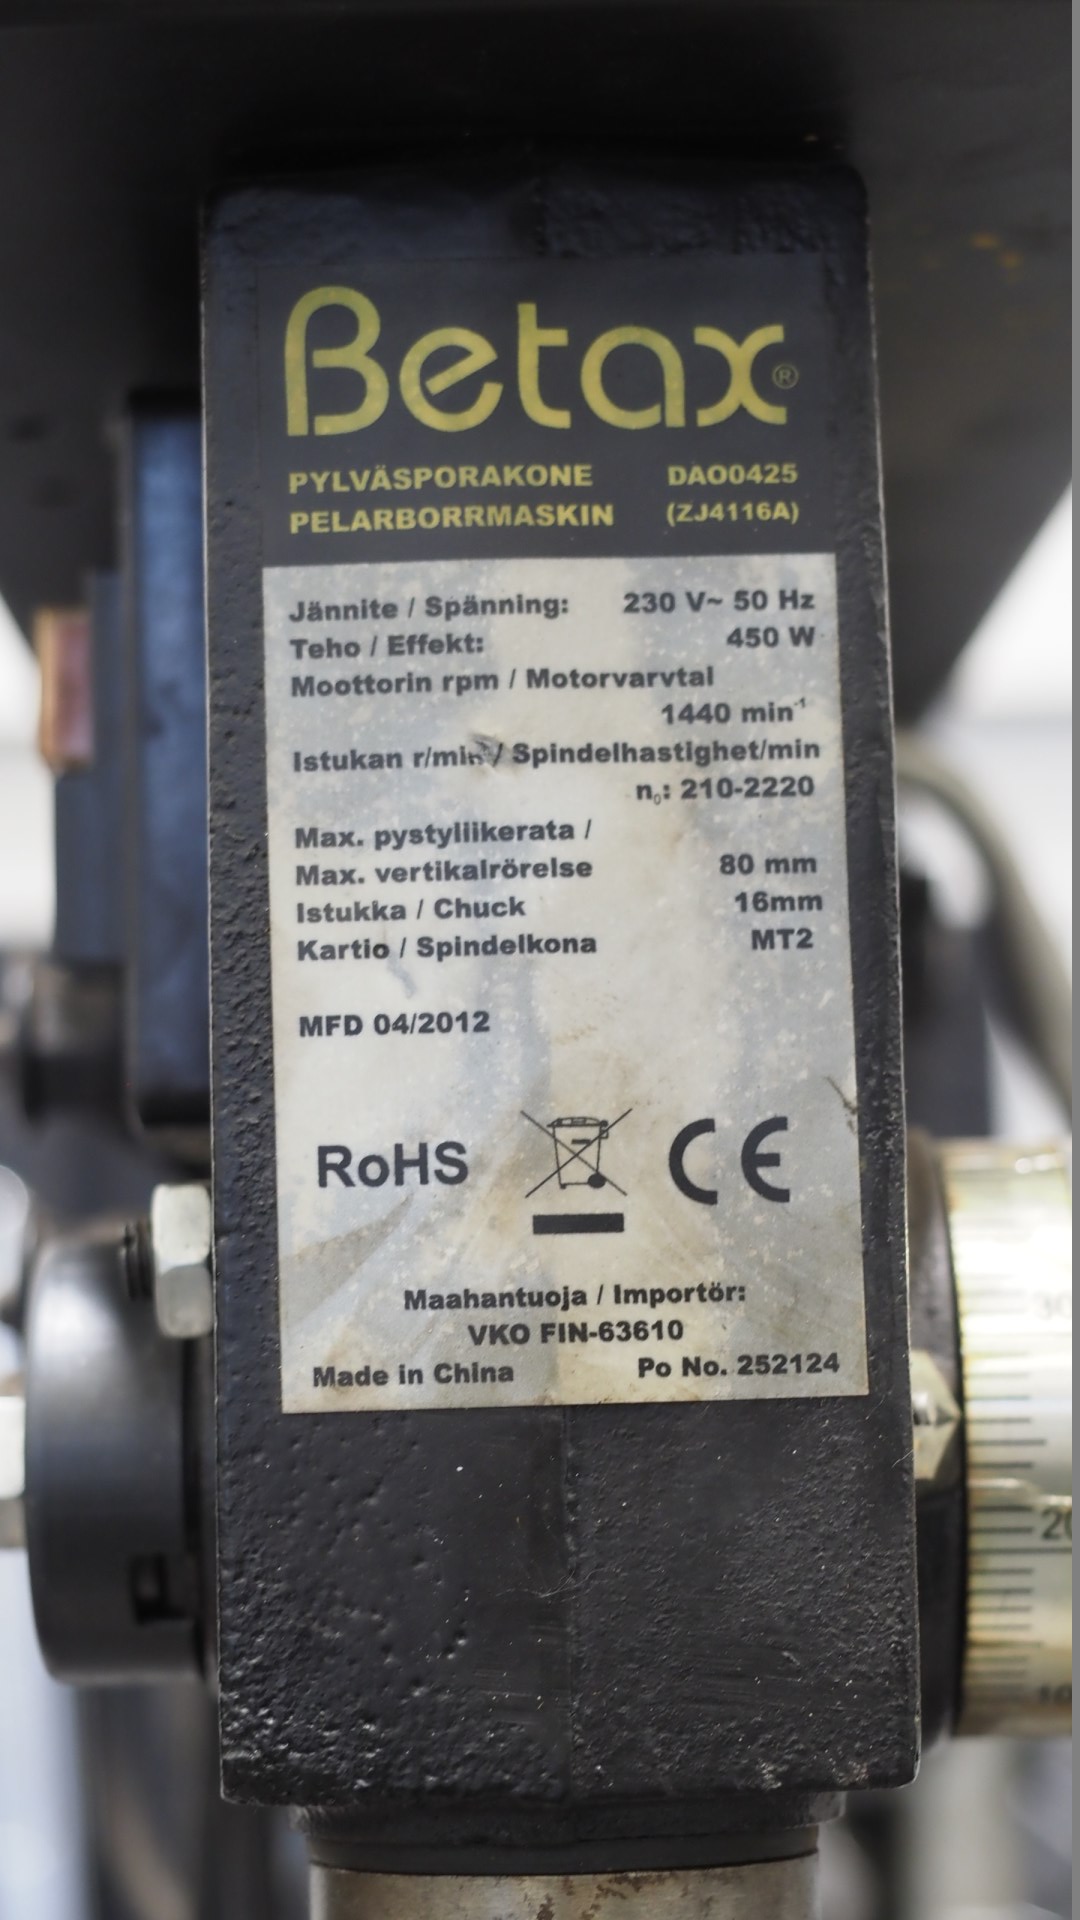 Betax®
PYLVÄSPORAKONE DAO0425
PELARBORRMASKIN (ZJ4116A)
Jännite / Spänning: 230 V~ 50 Hz
Teho / Effekt: 450 W
Moottorin rpm / Motorvarvtal
1440 min⁻¹
Istukan r/min / Spindelhastighet/min
n₀: 210-2220
Max. pystyliikerata /
Max. vertikalrörelse 80 mm
Istukka / Chuck 16mm
Kartio / Spindelkona MT2
MFD 04/2012
RoHS CE
Maahantuoja / Importör:
VKO FIN-63610
Made in China Po No. 252124
20
10